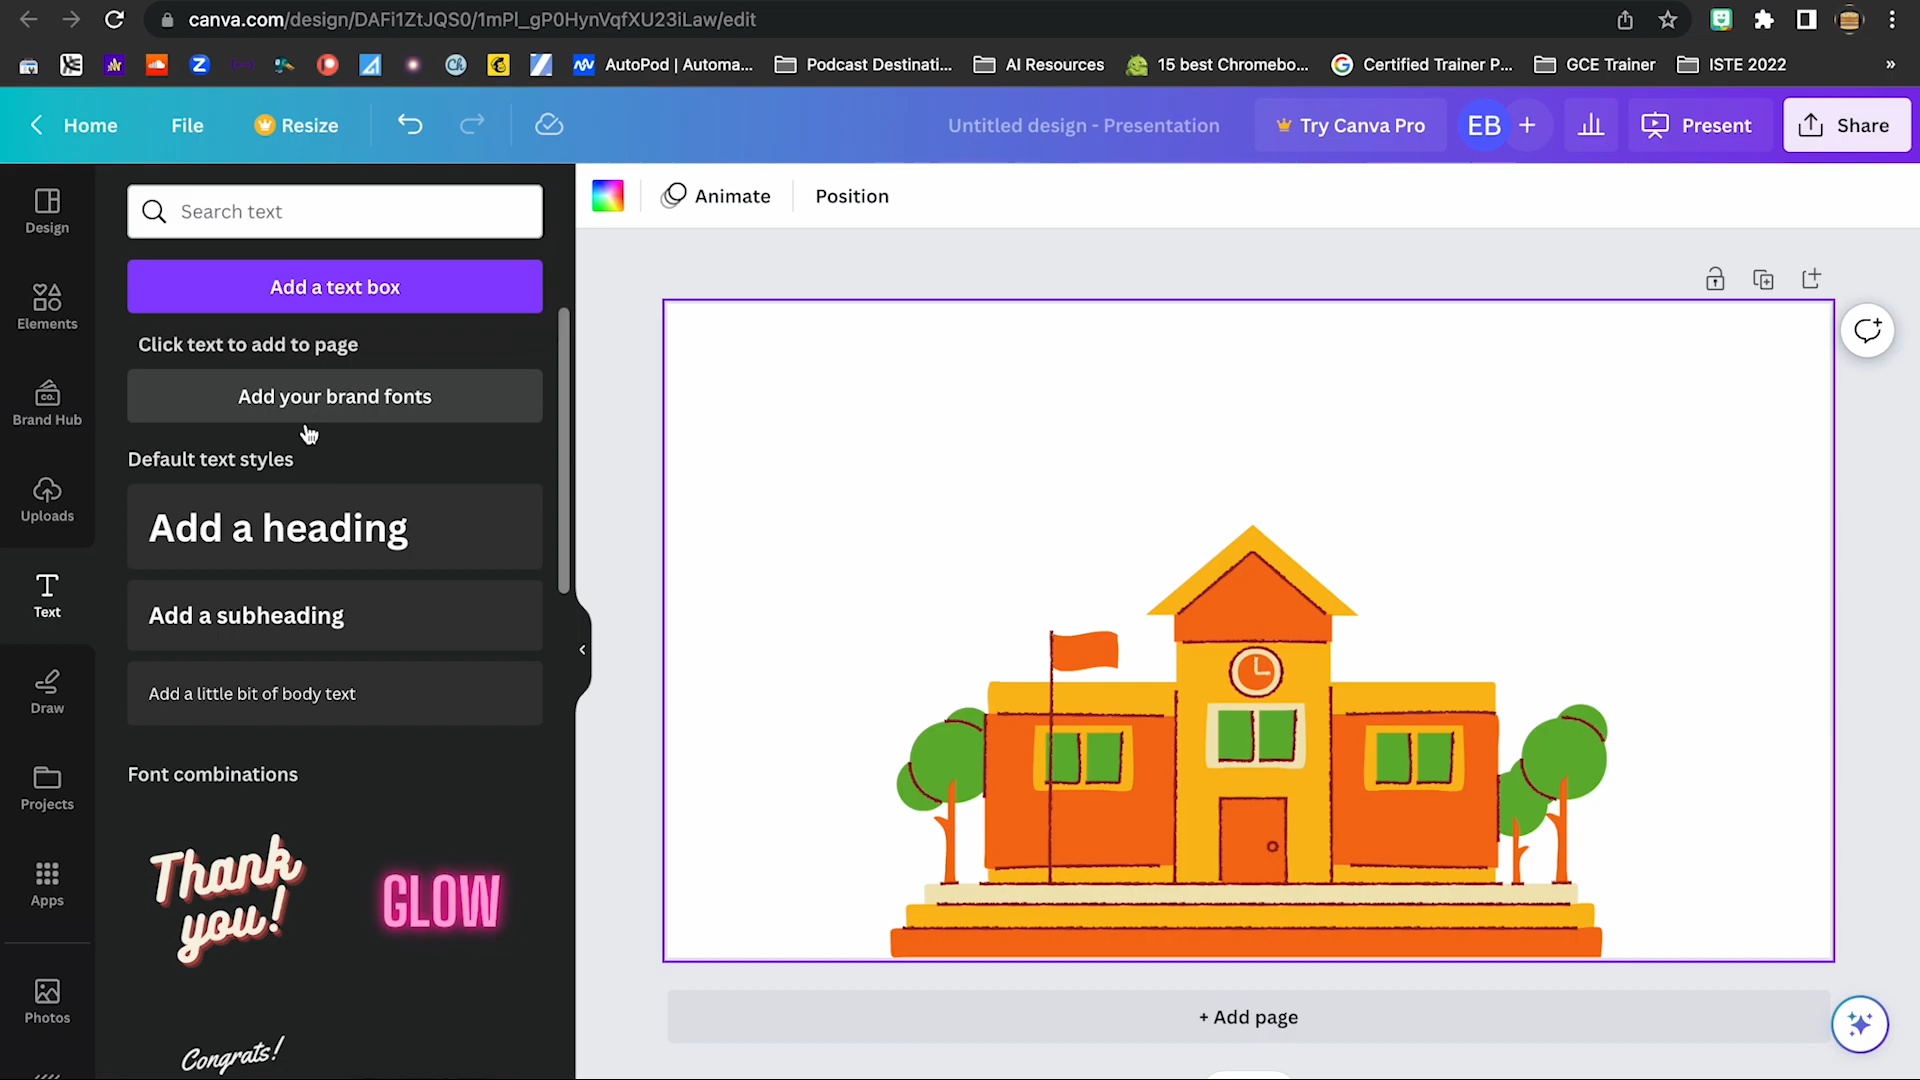 canva.com/design/DAFi1ZtJQS0/1mPl_gP0HynVqfXU23iLaw/edit
AutoPod | Automa...
Podcast Destinati...
AI Resources
15 best Chromebo...
Certified Trainer P...
GCE Trainer
ISTE 2022
»
Home
File
Resize
Untitled design - Presentation
Try Canva Pro
EB
+
Present
Share
Design
Elements
CO.
Brand Hub
Uploads
Text
Draw
Projects
Apps
Photos
Search text
Add a text box
Click text to add to page
Add your brand fonts
Default text styles
Add a heading
Add a subheading
Add a little bit of body text
Font combinations
Thank
you!
GLOW
Congrats!
Animate
Position
+ Add page